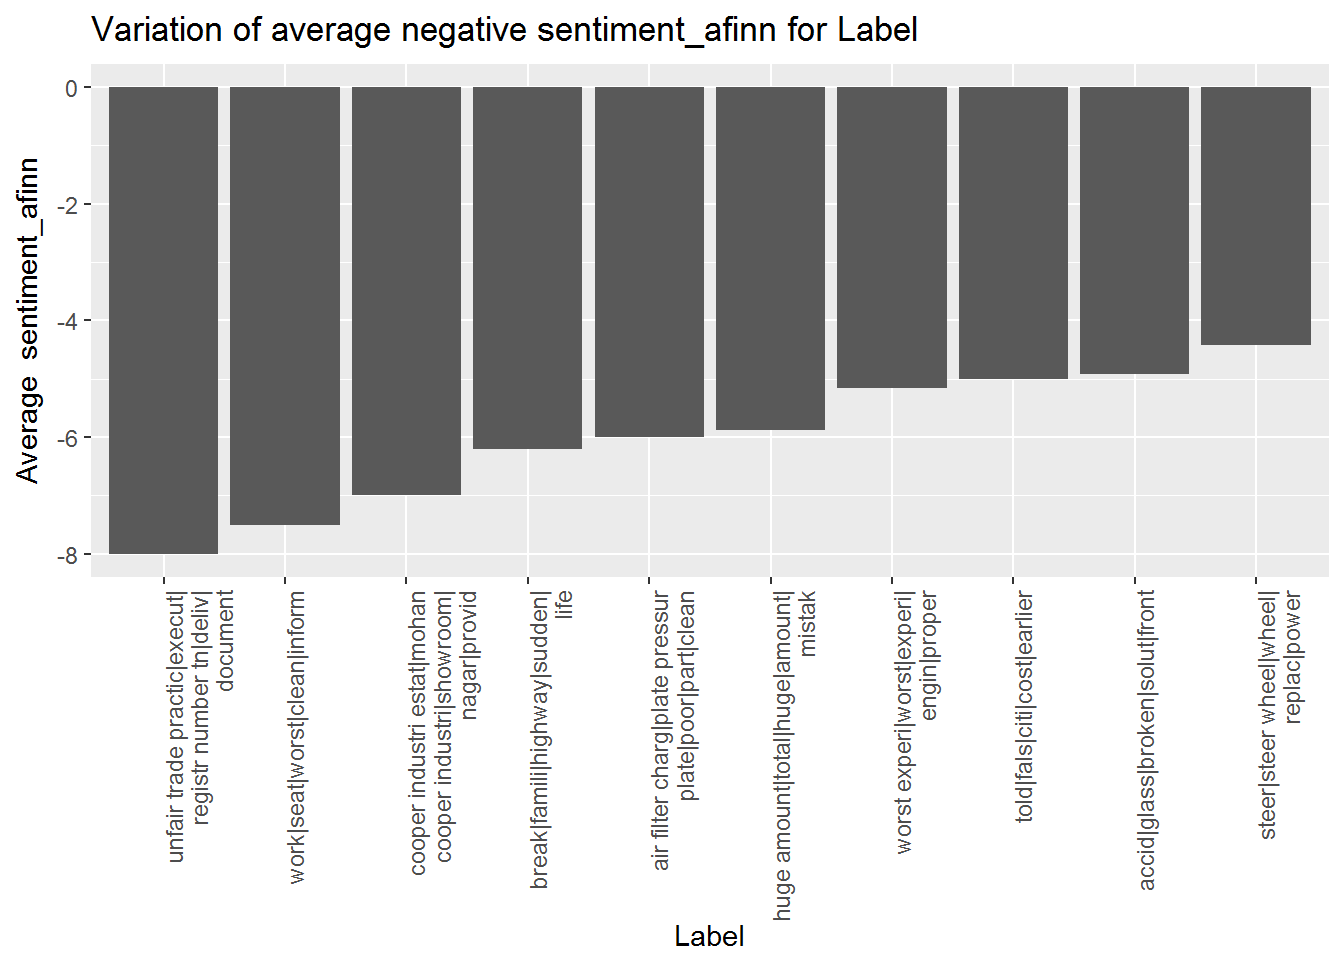 Variation of average negative sentiment_afinn for Label
Average  sentiment_afinn
0
-2
-4
-6
-8
unfair trade practic|execut|
registr number tn|deliv|
document
work|seat|worst|clean|inform
cooper industri estat|mohan
cooper industri|showroom|
nagar|provid
break|famili|highway|sudden|
life
air filter charg|plate pressur
plate|poor|part|clean
huge amount|total|huge|amount|
mistak
worst experi|worst|experi|
engin|proper
told|fals|citi|cost|earlier
accid|glass|broken|solut|front
steer|steer wheel|wheel|
replac|power
Label